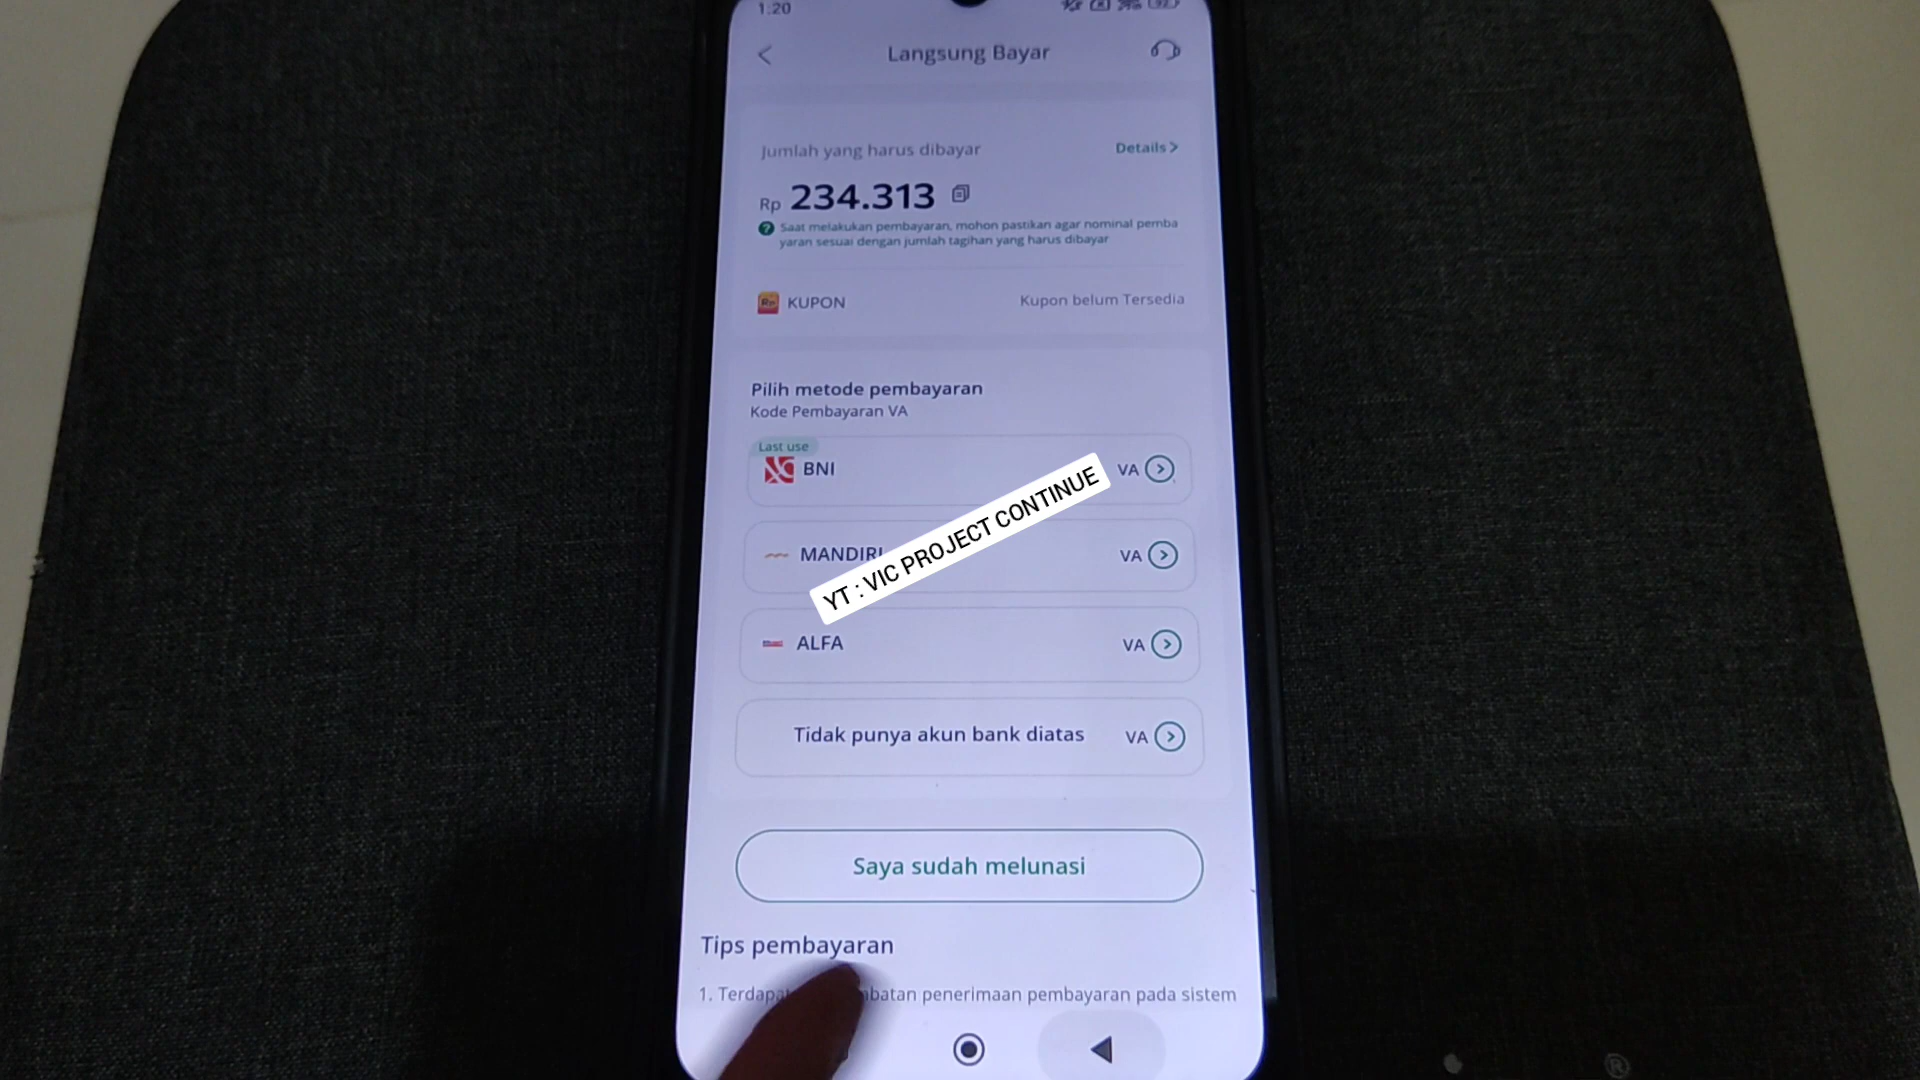 1:20
Langsung Bayar
Jumlah yang harus dibayar
Details >
Rp 234.313
Saat melakukan pembayaran, mohon pastikan agar nominal pemba
yaran sesuai dengan jumlah tagihan yang harus dibayar
Rp KUPON
Kupon belum Tersedia
Pilih metode pembayaran
Kode Pembayaran VA
Last use
BNI
VA
YT : VIC PROJECT CONTINUE
MANDIRI
VA
ALFA
VA
Tidak punya akun bank diatas
VA
Saya sudah melunasi
Tips pembayaran
1. penerimaan pembayaran pada sistem